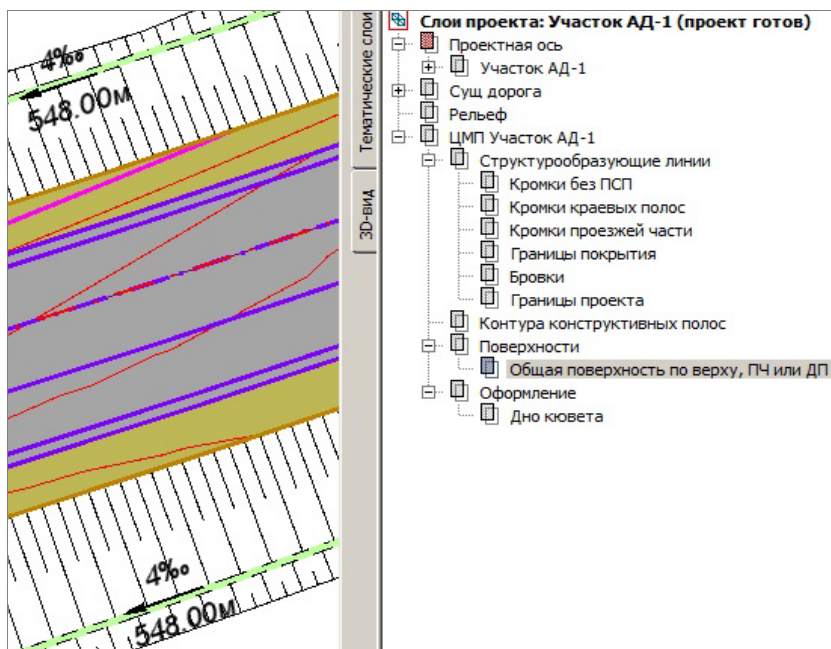 4‰
548.00м
4‰
548.00м
Тематические слои
3D-вид
Слои проекта: Участок АД-1 (проект готов)
Проектная ось
Участок АД-1
Сущ дорога
Рельеф
ЦМП Участок АД-1
Структурообразующие линии
Кромки без ПСП
Кромки краевых полос
Кромки проезжей части
Границы покрытия
Бровки
Границы проекта
Контура конструктивных полос
Поверхности
Общая поверхность по верху, ПЧ или ДП
Оформление
Дно кювета